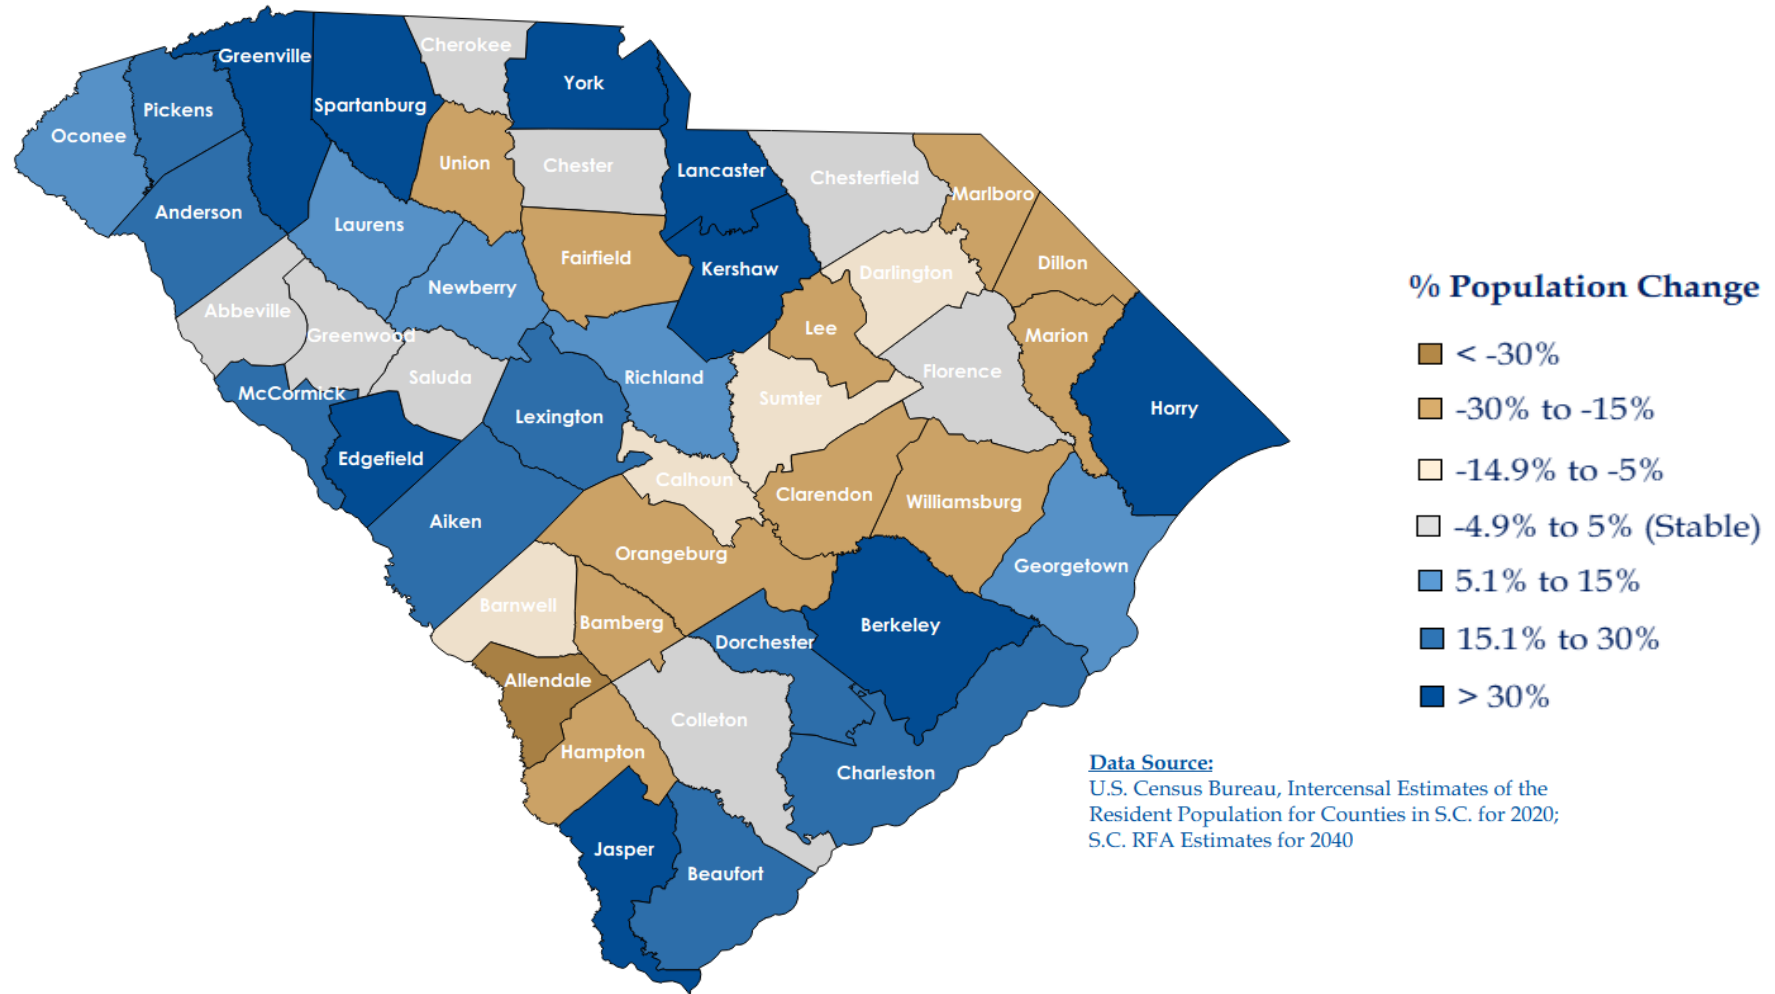 Greenville
Cherokee
York
Spartanburg
Pickens
Oconee
Union
Chester
Lancaster
Chesterfield
Marlboro
Anderson
Laurens
Fairfield
Kershaw
Darlington
Dillon
Newberry
Abbeville
Greenwood
Lee
Marion
Saluda
Richland
Florence
McCormick
Sumter
Horry
Lexington
Edgefield
Calhoun
Clarendon
Williamsburg
Aiken
Orangeburg
Georgetown
Barnwell
Bamberg
Berkeley
Dorchester
Allendale
Colleton
Hampton
Charleston
Jasper
Beaufort
% Population Change
< -30%
-30% to -15%
-14.9% to -5%
-4.9% to 5% (Stable)
5.1% to 15%
15.1% to 30%
> 30%
Data Source:
U.S. Census Bureau, Intercensal Estimates of the
Resident Population for Counties in S.C. for 2020;
S.C. RFA Estimates for 2040